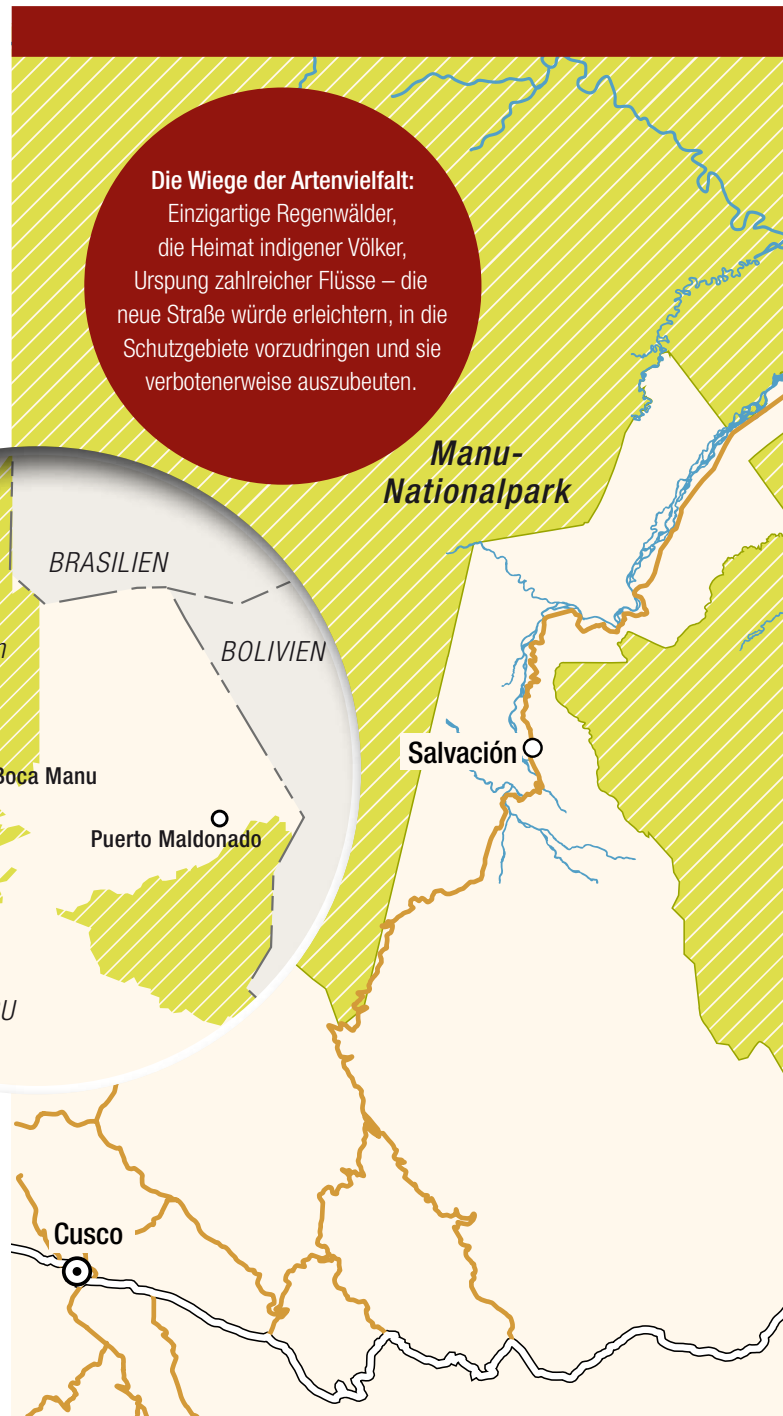 Die Wiege der Artenvielfalt:
Einzigartige Regenwälder,
die Heimat indigener Völker,
Urspung zahlreicher Flüsse – die
neue Straße würde erleichtern, in die
Schutzgebiete vorzudringen und sie
verbotenerweise auszubeuten.
Manu-
Nationalpark
BRASILIEN
BOLIVIEN
Boca Manu
Puerto Maldonado
Salvación
Cusco